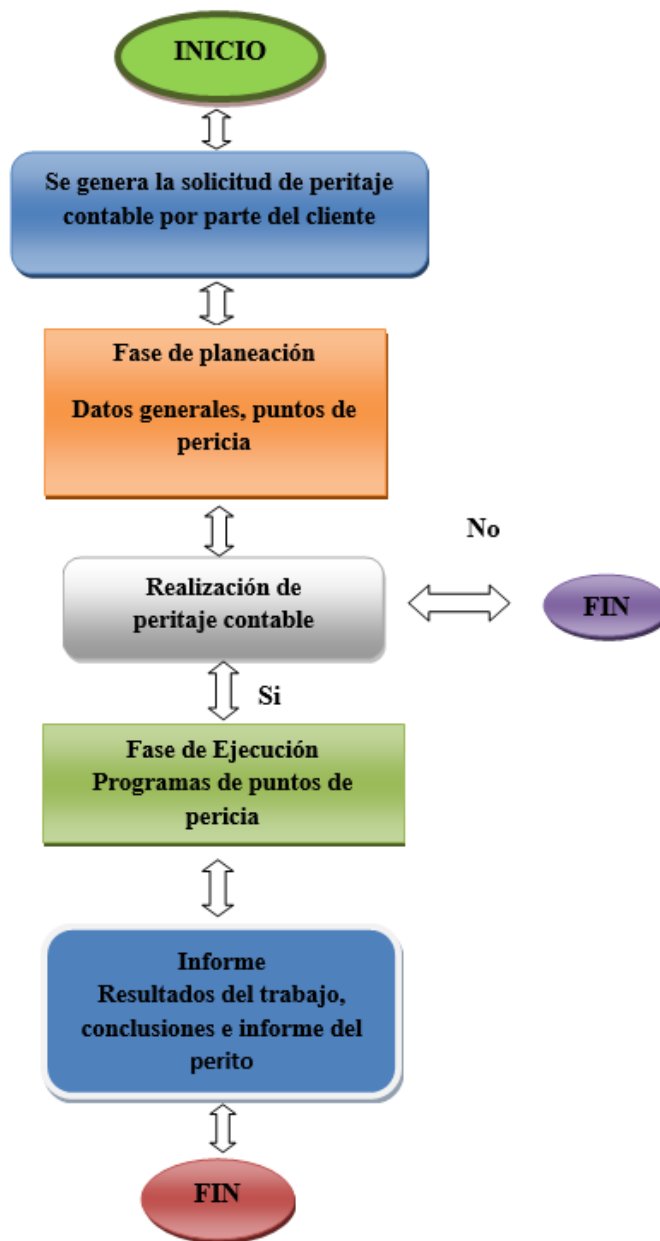 INICIO
Se genera la solicitud de peritaje
contable por parte del cliente
Fase de planeación
Datos generales, puntos de
pericia
No
Realización de
peritaje contable
FIN
Si
Fase de Ejecución
Programas de puntos de
pericia
Informe
Resultados del trabajo,
conclusiones e informe del
perito
FIN